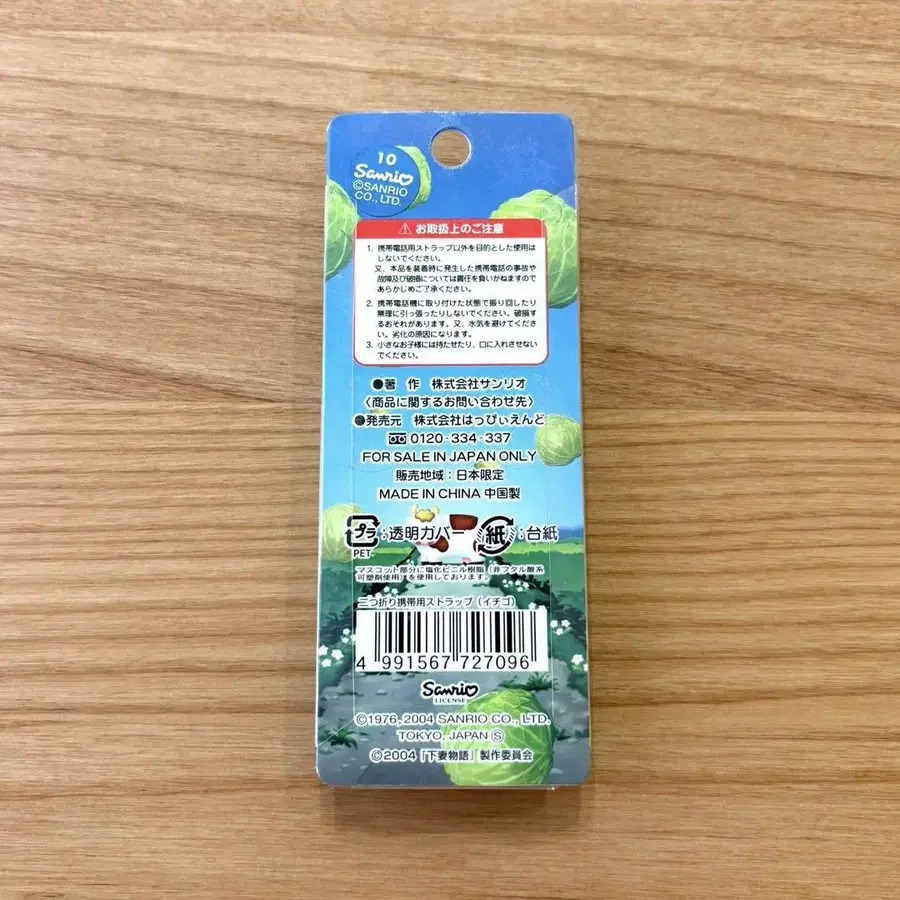 10
Sanrio
©SANRIO
CO., LTD.
⚠ お取扱上のご注意
1. 携帯電話用ストラップ以外を目的とした使用は
しないでください。
又、本品を装着時に発生した携帯電話の事故や
故障及び破損については責任を負いかねますので
あらかじめご了承ください。
2. 携帯電話機に取り付けた状態で振り回したり
無理に引っ張ったりしないでください。破損す
るおそれがあります。又、水気を避けてくださ
い。劣化の原因になります。
3. 小さなお子様には持たせたり、口に入れさせない
でください。
●著 作 株式会社サンリオ
〈商品に関するお問い合わせ先〉
●発売元 株式会社はっぴぃえんど
0120-334-337
FOR SALE IN JAPAN ONLY
販売地域：日本限定
MADE IN CHINA 中国製
プラ：透明カバー 紙：台紙
PET
マスコット部分に塩化ビニル樹脂（非フタル酸系
可塑剤使用）を使用しております。
二つ折り携帯用ストラップ（イチゴ）
4 991567 727096
Sanrio
LICENSE
©1976, 2004 SANRIO CO., LTD.
TOKYO, JAPAN Ⓢ
©2004「下妻物語」製作委員会